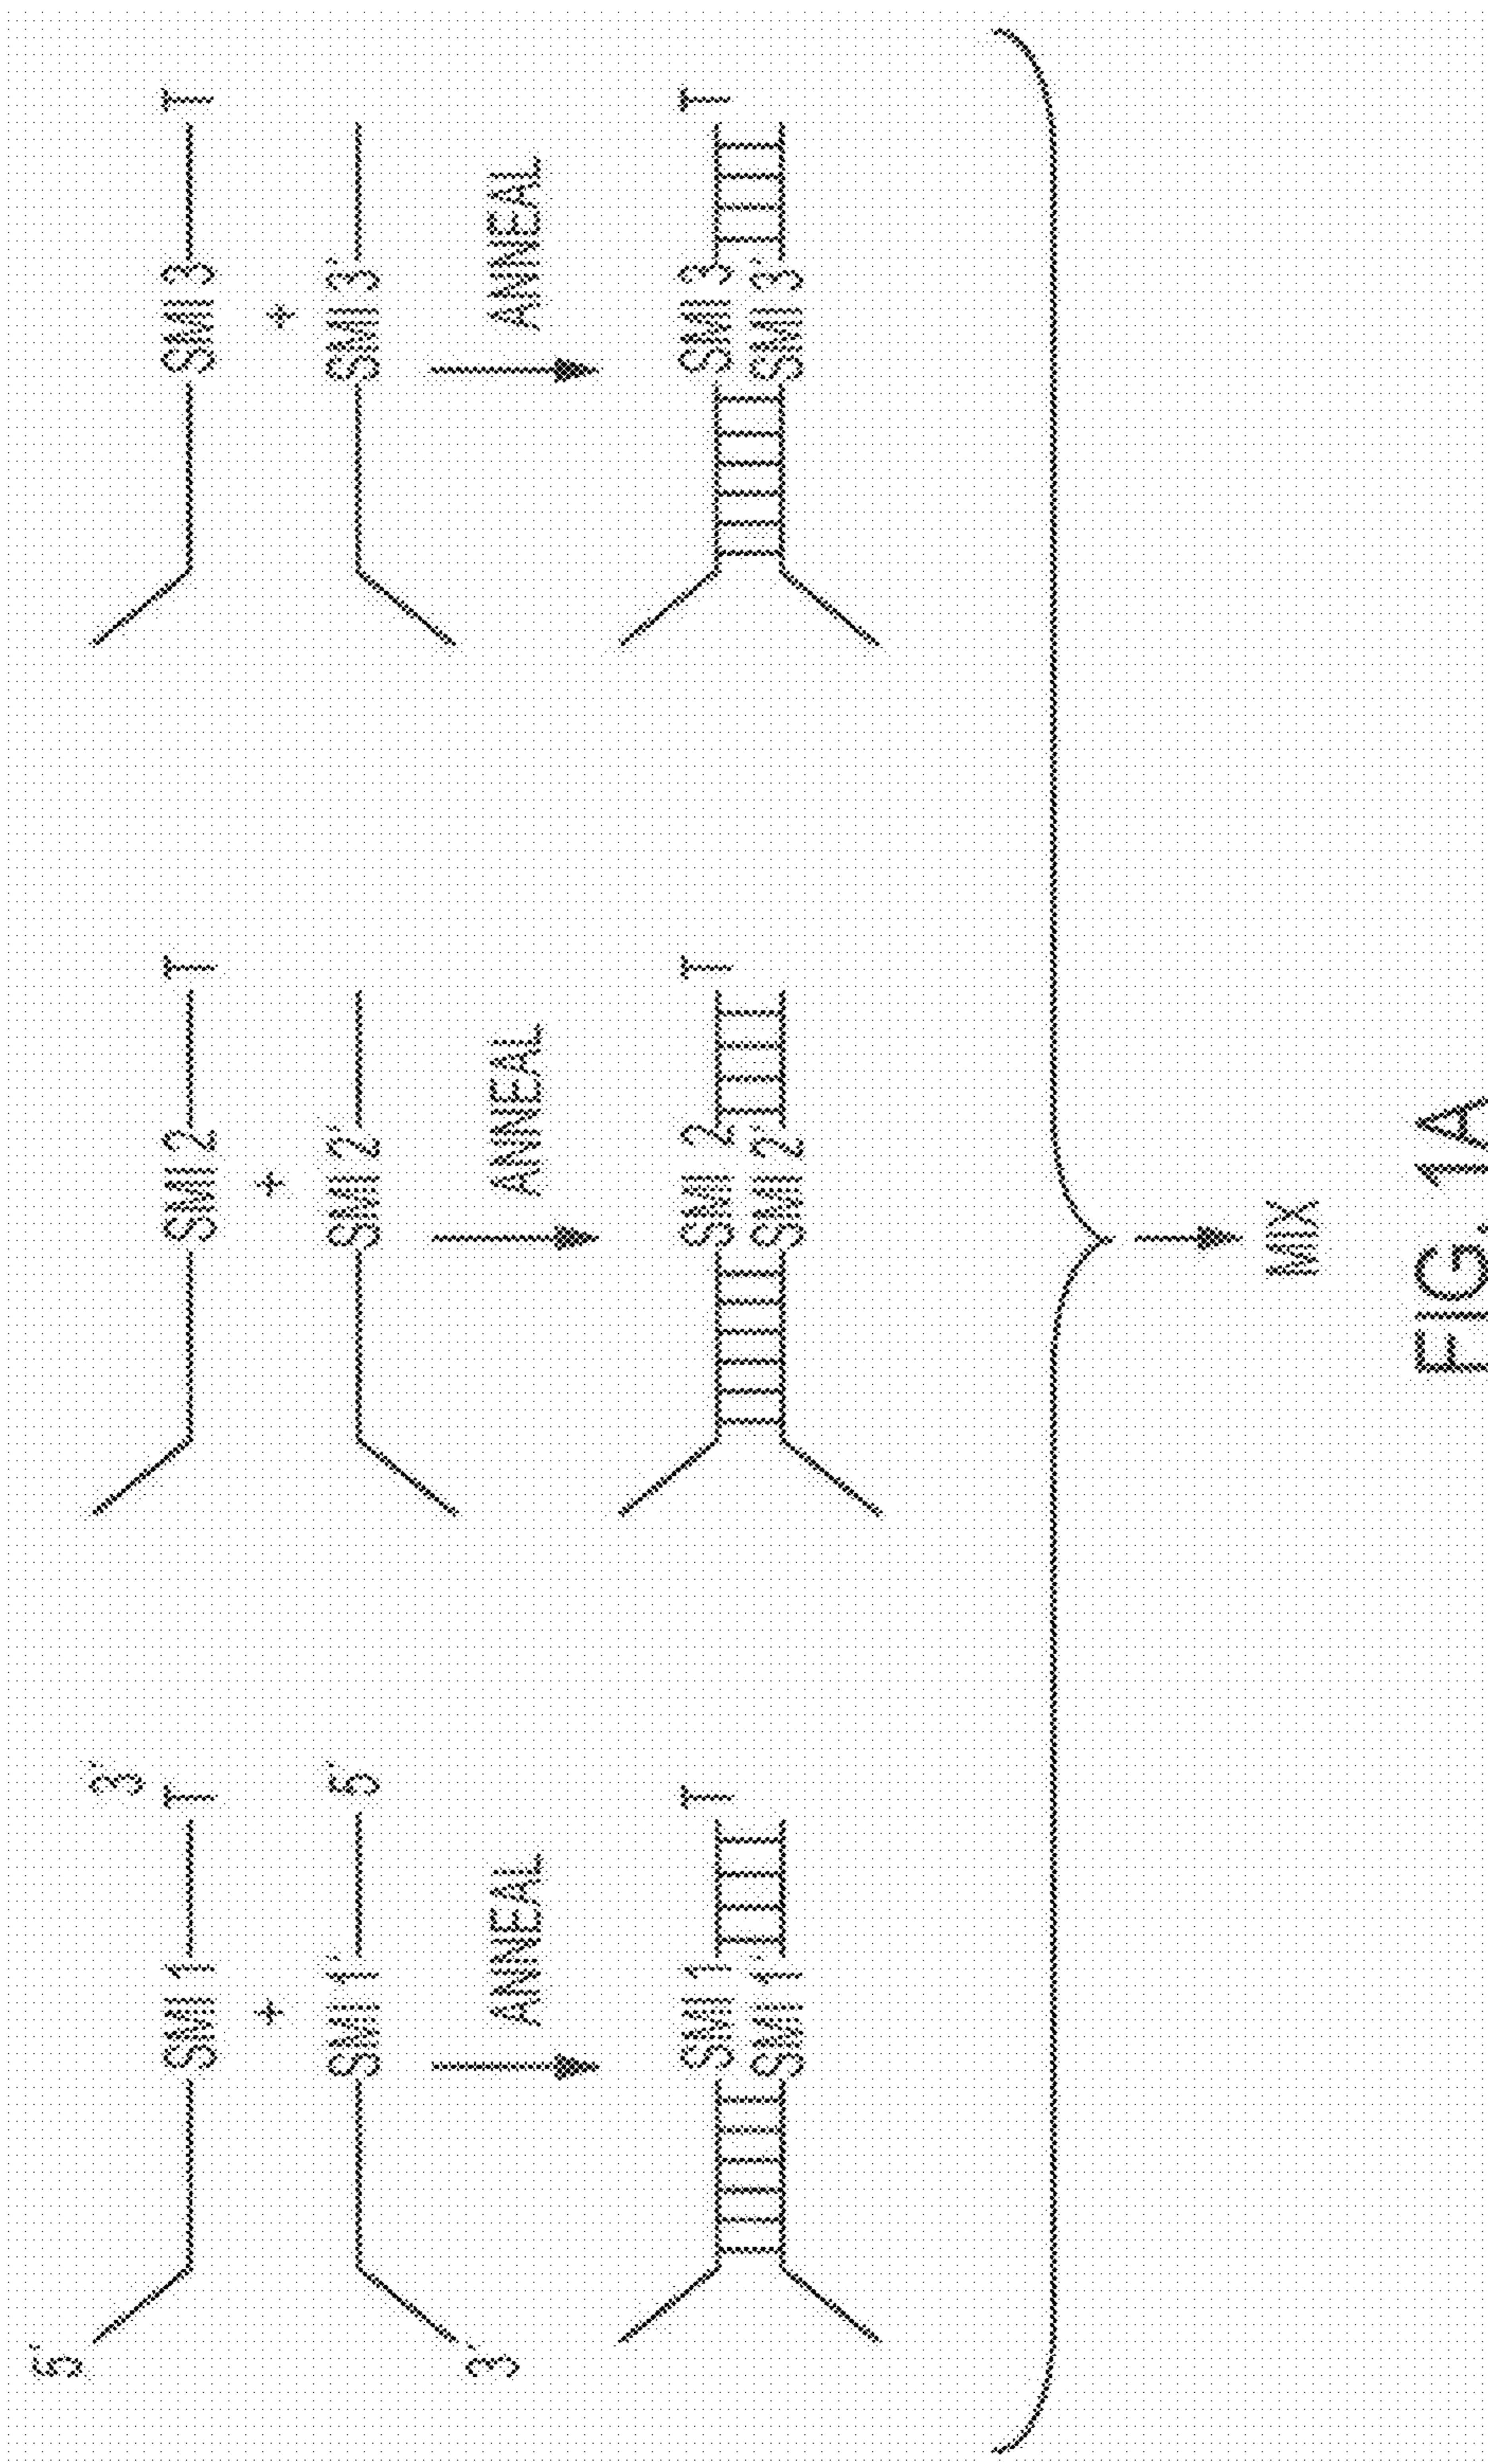 5'
3'
SMI 1
T
SMI 2
T
SMI 3
T
+
+
+
SMI 1'
5'
SMI 2'
SMI 3'
3'
ANNEAL
ANNEAL
ANNEAL
SMI 1
T
SMI 2
T
SMI 3
T
SMI 1'
SMI 2'
SMI 3'
MIX
FIG. 1A